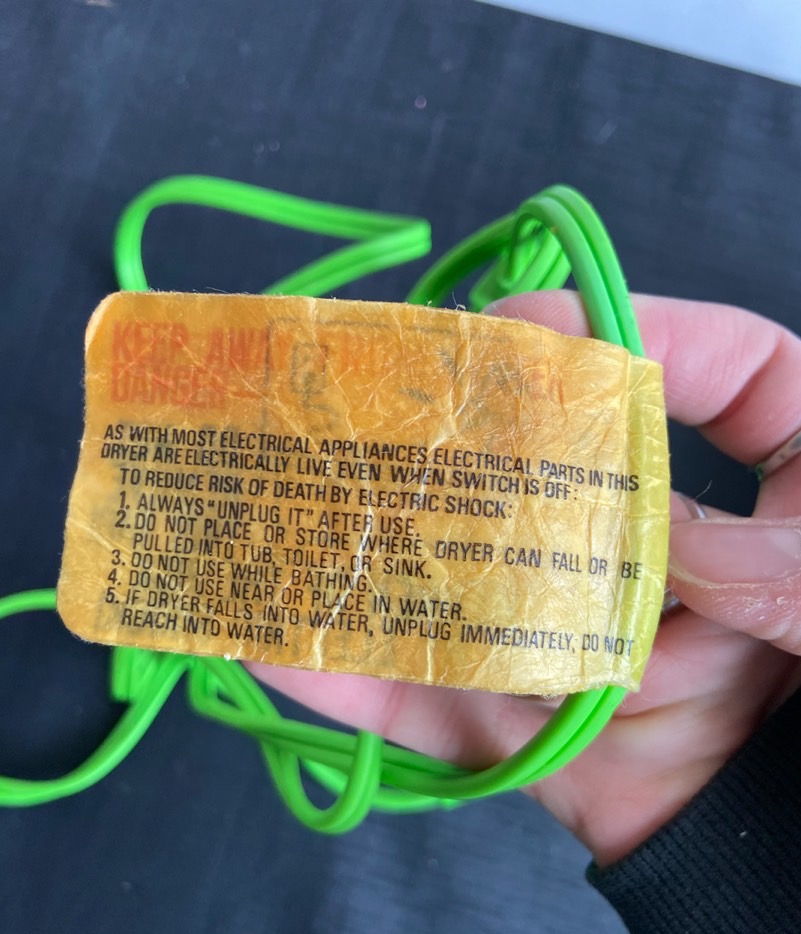 KEEP AWAY
DANGER—
AS WITH MOST ELECTRICAL APPLIANCES ELECTRICAL PARTS IN THIS
DRYER ARE ELECTRICALLY LIVE EVEN WHEN SWITCH IS OFF:
TO REDUCE RISK OF DEATH BY ELECTRIC SHOCK:
1. ALWAYS "UNPLUG IT" AFTER USE.
2. DO NOT PLACE OR STORE WHERE DRYER CAN FALL OR BE
PULLED INTO TUB, TOILET, OR SINK.
3. DO NOT USE WHILE BATHING.
4. DO NOT USE NEAR OR PLACE IN WATER.
5. IF DRYER FALLS INTO WATER, UNPLUG IMMEDIATELY, DO NOT
REACH INTO WATER.